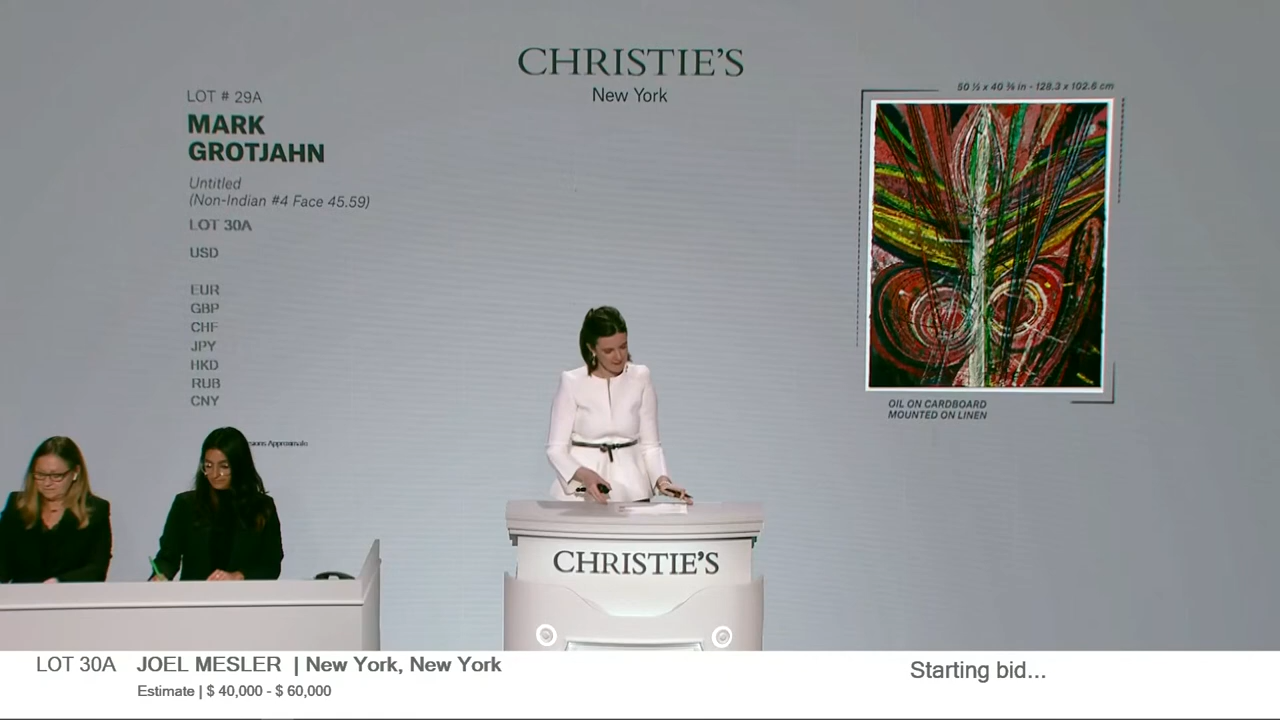 CHRISTIE'S
New York
LOT # 29A
MARK
GROTJAHN
Untitled
(Non-Indian #4 Face 45.59)
LOT 30A
USD
EUR
GBP
CHF
JPY
HKD
RUB
CNY
Approximate
50 ½ x 40 ⅜ in - 128.3 x 102.6 cm
OIL ON CARDBOARD
MOUNTED ON LINEN
CHRISTIE'S
LOT 30A JOEL MESLER | New York, New York
Estimate | $ 40,000 - $ 60,000
Starting bid...